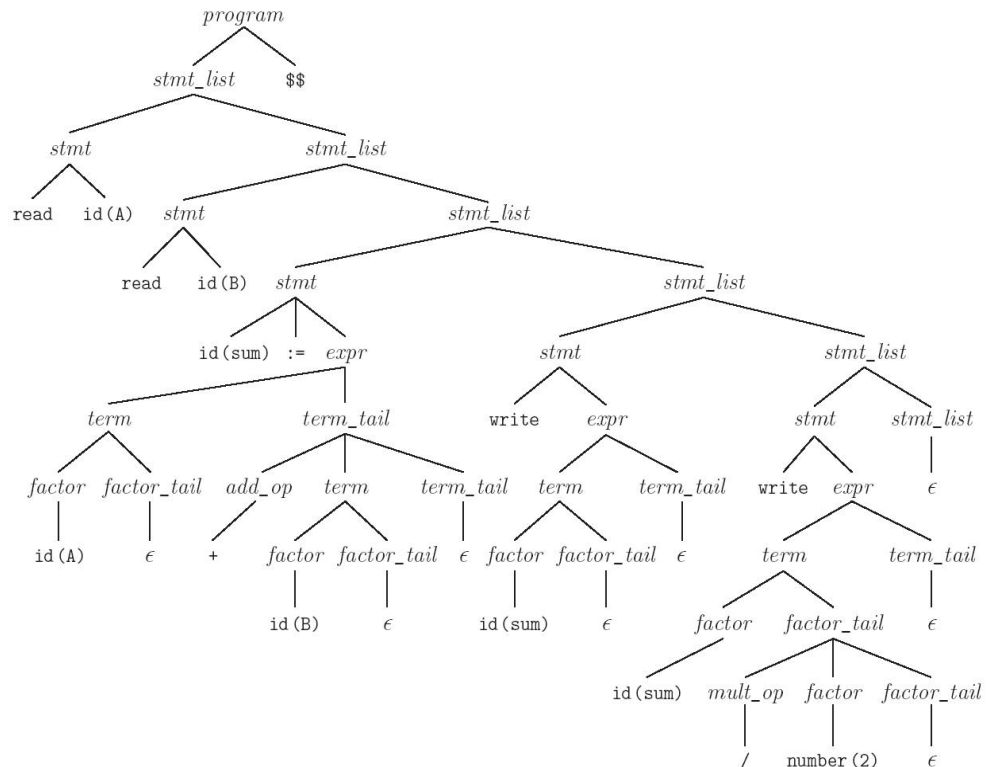 program
stmt_list $$
stmt stmt_list
read id(A) stmt stmt_list
read id(B) stmt stmt_list
id(sum) := expr stmt stmt_list
term term_tail write expr stmt stmt_list
factor factor_tail add_op term term_tail term term_tail write expr ϵ
id(A) ϵ + factor factor_tail ϵ factor factor_tail ϵ term term_tail
id(B) ϵ id(sum) ϵ factor factor_tail ϵ
id(sum) mult_op factor factor_tail
/ number(2) ϵ